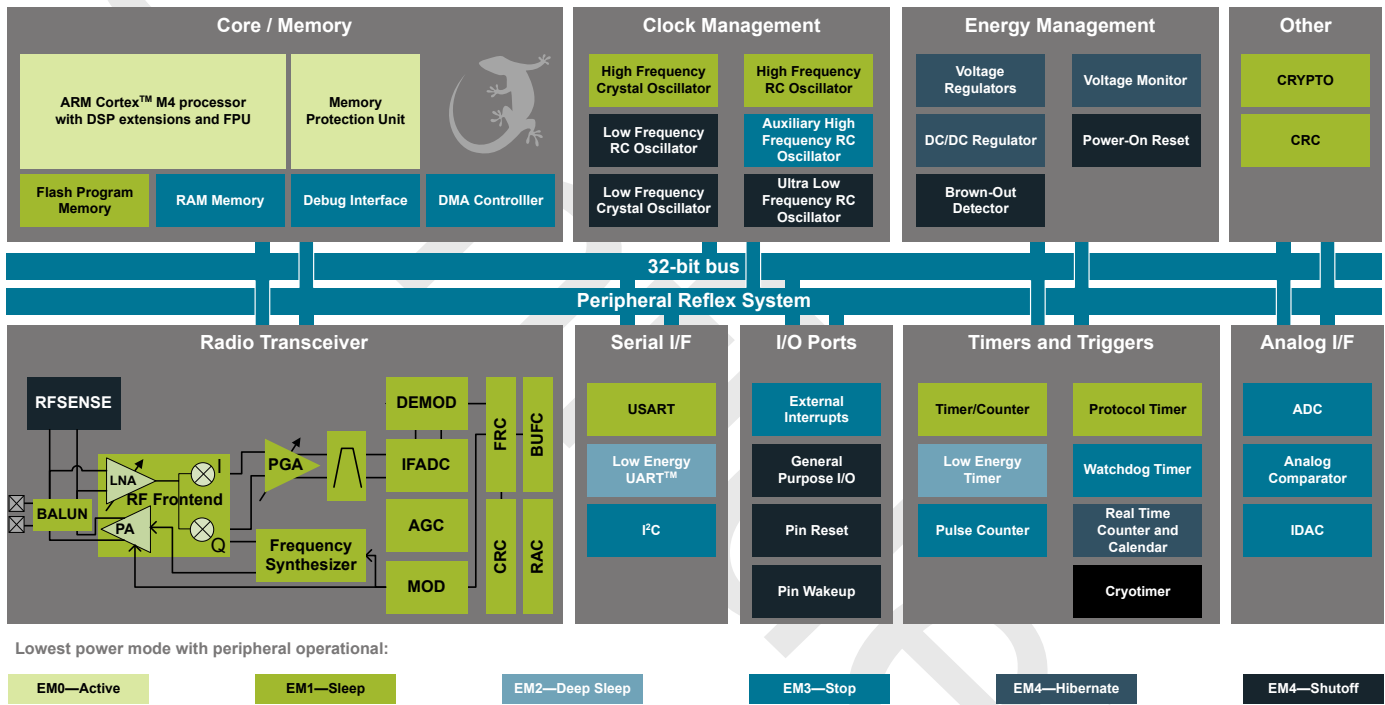 Core / Memory
ARM Cortex™ M4 processor
with DSP extensions and FPU
Memory
Protection Unit
Flash Program
Memory
RAM Memory
Debug Interface
DMA Controlller
Clock Management
High Frequency
Crystal Oscillator
High Frequency
RC Oscillator
Low Frequency
RC Oscillator
Auxiliary High
Frequency RC
Oscillator
Low Frequency
Crystal Oscillator
Ultra Low
Frequency RC
Oscillator
Energy Management
Voltage
Regulators
Voltage Monitor
DC/DC Regulator
Power-On Reset
Brown-Out
Detector
Other
CRYPTO
CRC
32-bit bus
Peripheral Reflex System
Radio Transceiver
RFSENSE
BALUN
LNA
RF Frontend
PA
I
Q
PGA
Frequency
Synthesizer
DEMOD
IFADC
AGC
MOD
FRC
BUFC
CRC
RAC
Serial I/F
USART
Low Energy
UART™
I²C
I/O Ports
External
Interrupts
General
Purpose I/O
Pin Reset
Pin Wakeup
Timers and Triggers
Timer/Counter
Protocol Timer
Low Energy
Timer
Watchdog Timer
Pulse Counter
Real Time
Counter and
Calendar
Cryotimer
Analog I/F
ADC
Analog
Comparator
IDAC
Lowest power mode with peripheral operational:
EM0—Active
EM1—Sleep
EM2—Deep Sleep
EM3—Stop
EM4—Hibernate
EM4—Shutoff